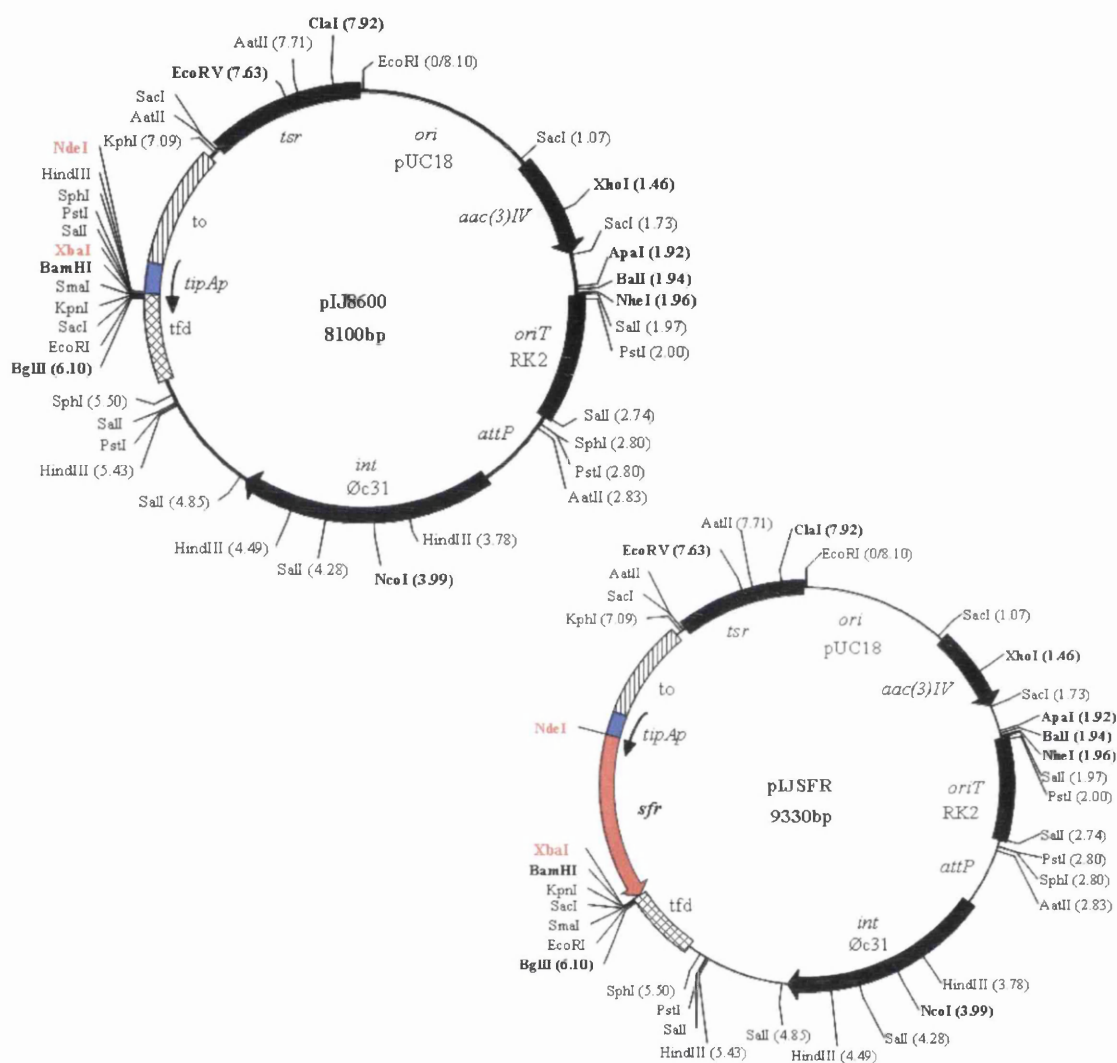 ClaI (7.92)
AatII (7.71)
EcoRI (0/8.10)
EcoRV (7.63)
SacI
AatII
KphI (7.09)
NdeI
HindIII
SphI
PstI
SalI
XbaI
BamHI
SmaI
KpnI
SacI
EcoRI
BglII (6.10)
SphI (5.50)
SalI
PstI
HindIII (5.43)
SalI (4.85)
HindIII (4.49)
SalI (4.28)
NcoI (3.99)
HindIII (3.78)
AatII (2.83)
PstI (2.80)
SphI (2.80)
SalI (2.74)
PstI (2.00)
SalI (1.97)
NheI (1.96)
BalI (1.94)
ApaI (1.92)
SacI (1.73)
XhoI (1.46)
SacI (1.07)
tsr
ori
pUC18
aac(3)IV
to
tipAp
tfd
pIJ8600
8100bp
oriT
RK2
attP
int
Øc31
ClaI (7.92)
AatII (7.71)
EcoRI (0/8.10)
EcoRV (7.63)
AatII
SacI
KphI (7.09)
NdeI
XbaI
BamHI
KpnI
SacI
SmaI
EcoRI
BglII (6.10)
SphI (5.50)
PstI
SalI
HindIII (5.43)
SalI (4.85)
HindIII (4.49)
SalI (4.28)
NcoI (3.99)
HindIII (3.78)
AatII (2.83)
SphI (2.80)
PstI (2.80)
SalI (2.74)
PstI (2.00)
SalI (1.97)
NheI (1.96)
BalI (1.94)
ApaI (1.92)
SacI (1.73)
XhoI (1.46)
SacI (1.07)
tsr
ori
pUC18
aac(3)IV
to
tipAp
sfr
tfd
pIJSFR
9330bp
oriT
RK2
attP
int
Øc31